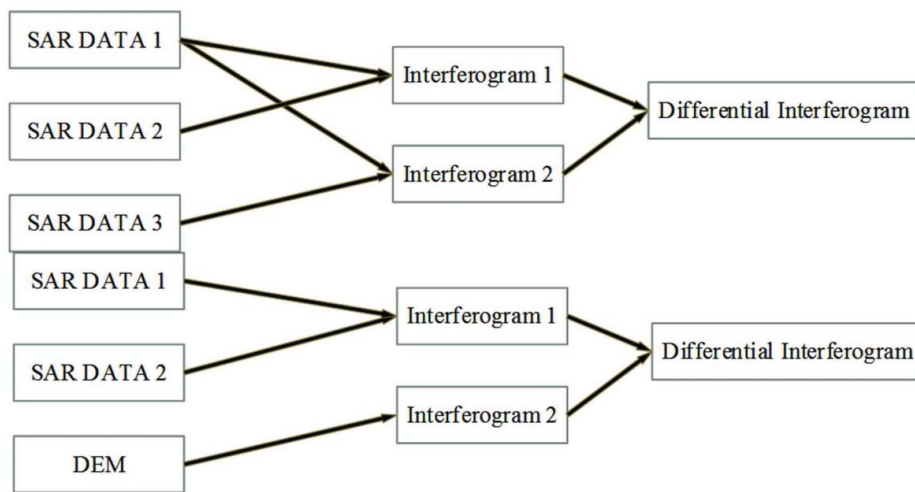 SAR DATA 1
SAR DATA 2
SAR DATA 3
Interferogram 1
Interferogram 2
Differential Interferogram
SAR DATA 1
SAR DATA 2
DEM
Interferogram 1
Interferogram 2
Differential Interferogram